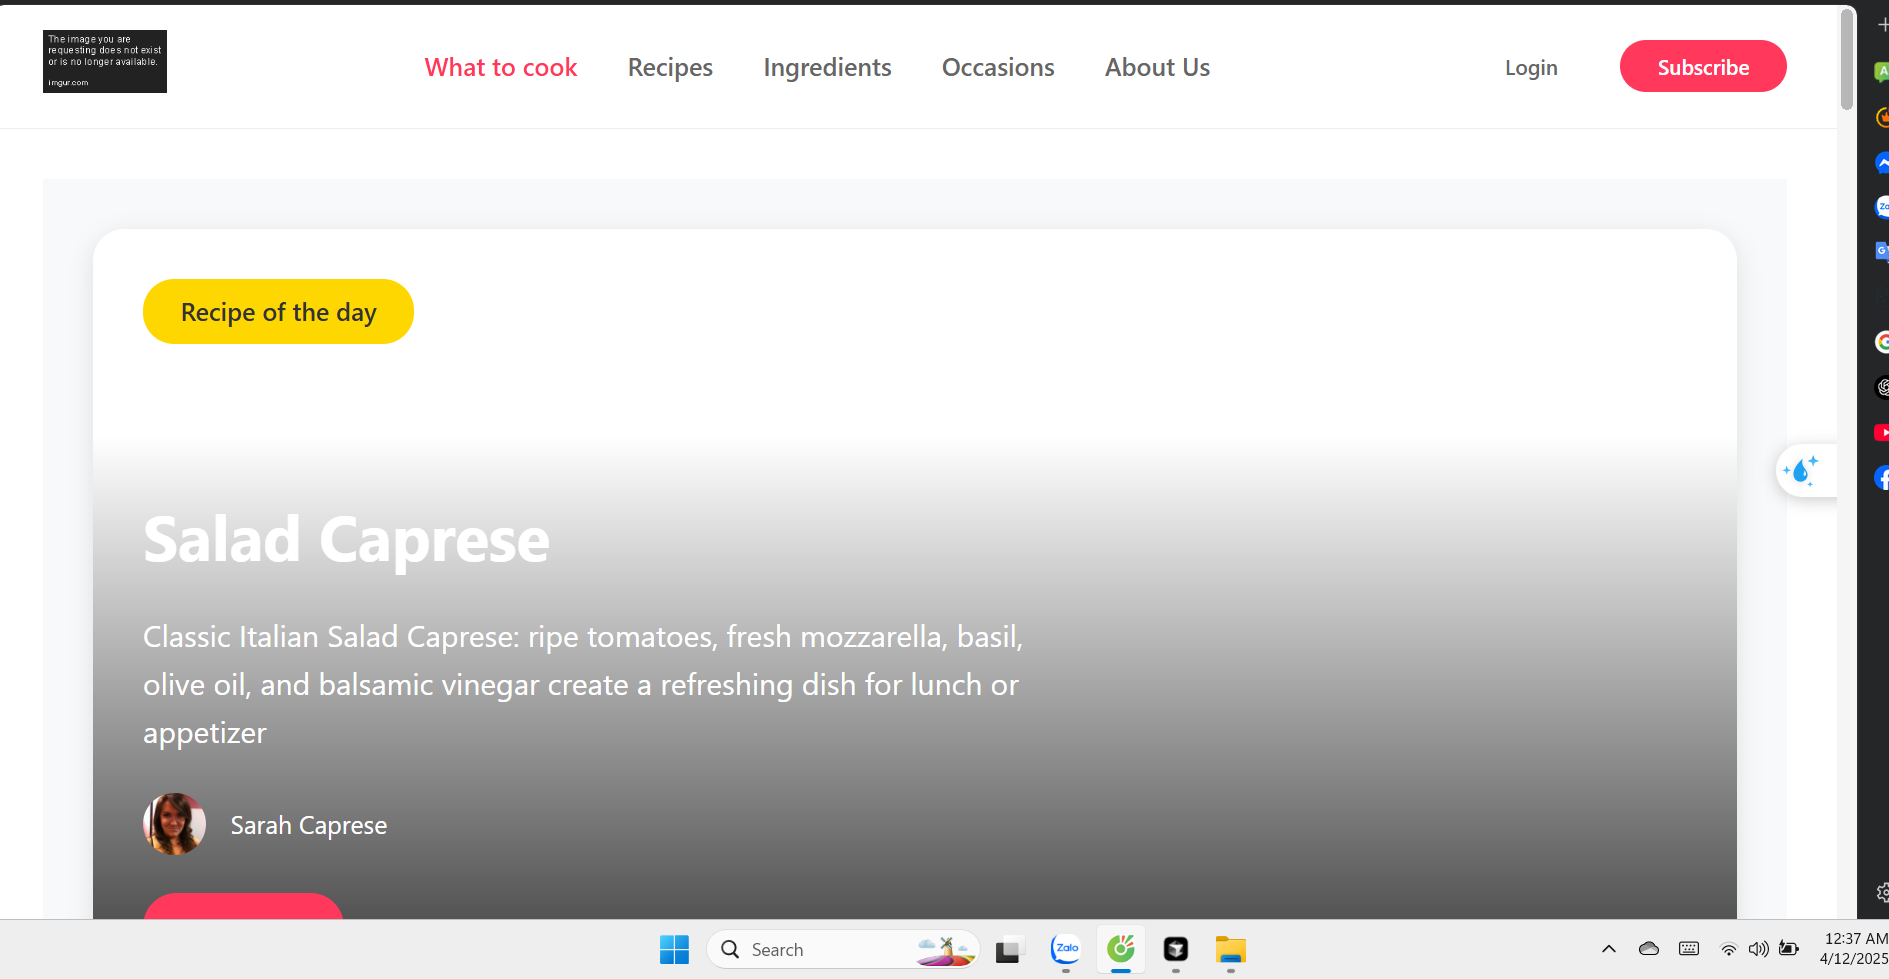 The image you are
requesting does not exist
or is no longer available.
imgur.com
What to cook
Recipes
Ingredients
Occasions
About Us
Login
Subscribe
Recipe of the day
Salad Caprese
Classic Italian Salad Caprese: ripe tomatoes, fresh mozzarella, basil,
olive oil, and balsamic vinegar create a refreshing dish for lunch or
appetizer
Sarah Caprese
Search
Zalo
12:37 AM
4/12/2025